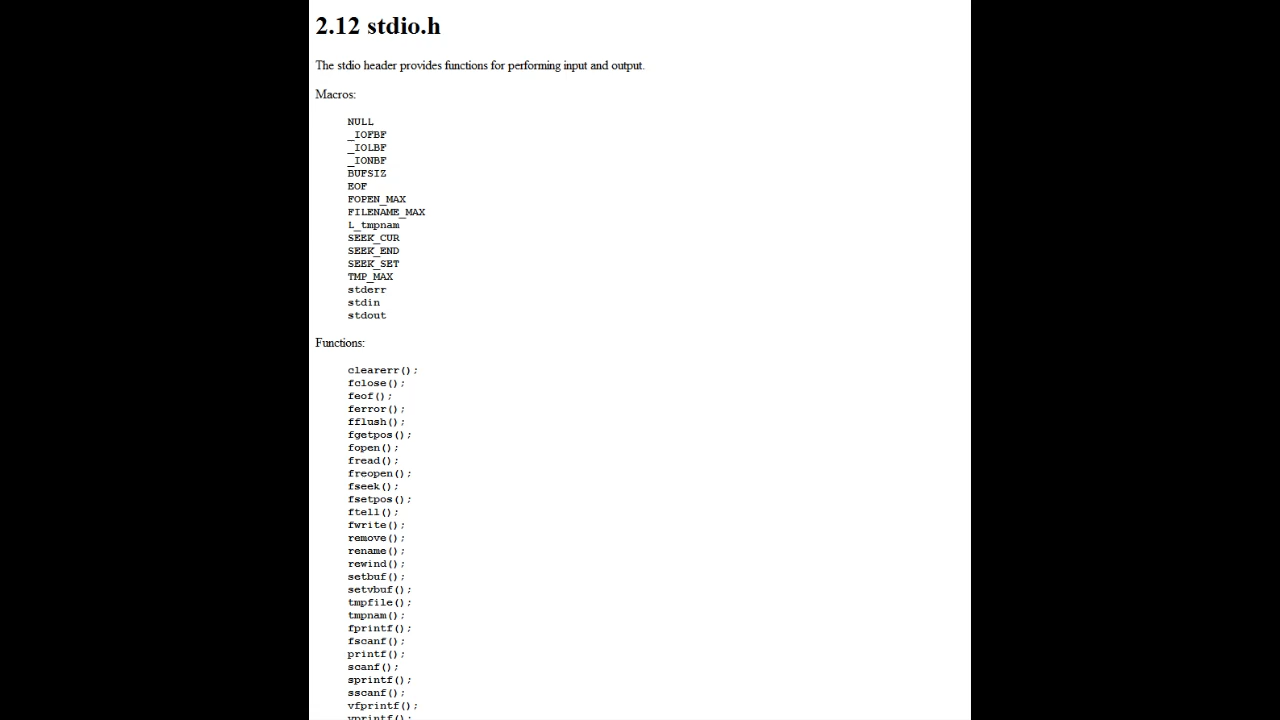 2.12 stdio.h
The stdio header provides functions for performing input and output.
Macros:
NULL
_IOFBF
_IOLBF
_IONBF
BUFSIZ
EOF
FOPEN_MAX
FILENAME_MAX
L_tmpnam
SEEK_CUR
SEEK_END
SEEK_SET
TMP_MAX
stderr
stdin
stdout
Functions:
clearerr();
fclose();
feof();
ferror();
fflush();
fgetpos();
fopen();
fread();
freopen();
fseek();
fsetpos();
ftell();
fwrite();
remove();
rename();
rewind();
setbuf();
setvbuf();
tmpfile();
tmpnam();
fprintf();
fscanf();
printf();
scanf();
sprintf();
sscanf();
vfprintf();
vprintf();